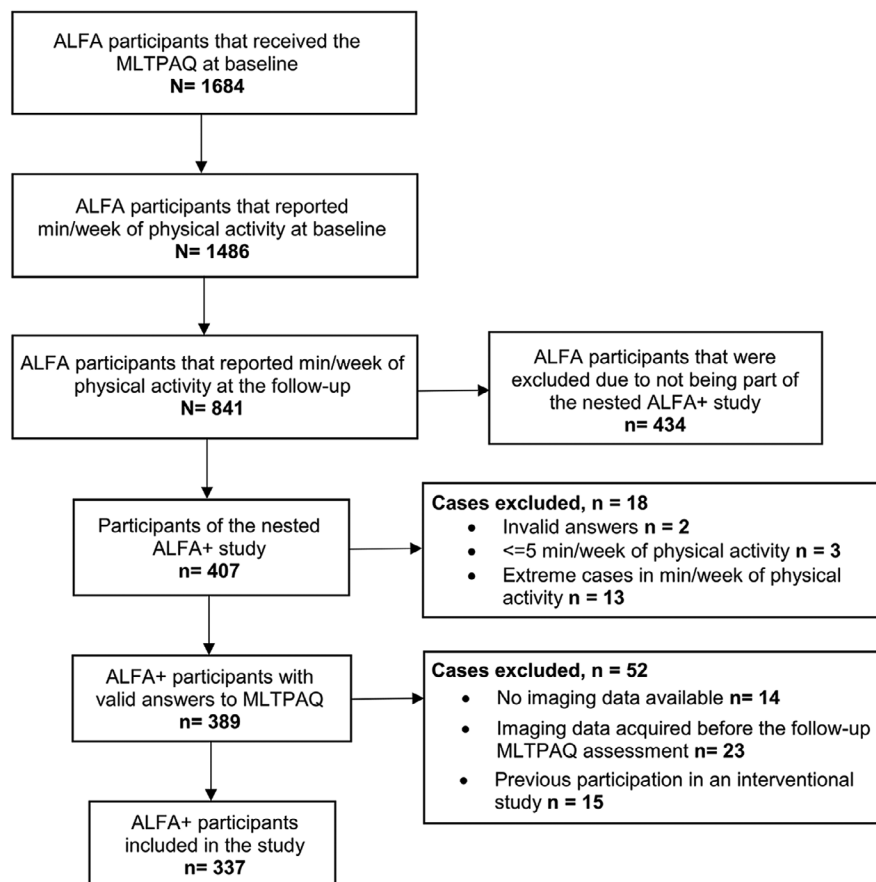 ALFA participants that received the
MLTPAQ at baseline
N= 1684
ALFA participants that reported
min/week of physical activity at baseline
N= 1486
ALFA participants that reported min/week of
physical activity at the follow-up
N= 841
ALFA participants that were
excluded due to not being part of
the nested ALFA+ study
n= 434
Participants of the nested
ALFA+ study
n= 407
Cases excluded, n = 18
• Invalid answers n = 2
• <=5 min/week of physical activity n = 3
• Extreme cases in min/week of physical
activity n = 13
ALFA+ participants with
valid answers to MLTPAQ
n= 389
Cases excluded, n = 52
• No imaging data available n= 14
• Imaging data acquired before the follow-up
MLTPAQ assessment n= 23
• Previous participation in an interventional
study n = 15
ALFA+ participants
included in the study
n= 337